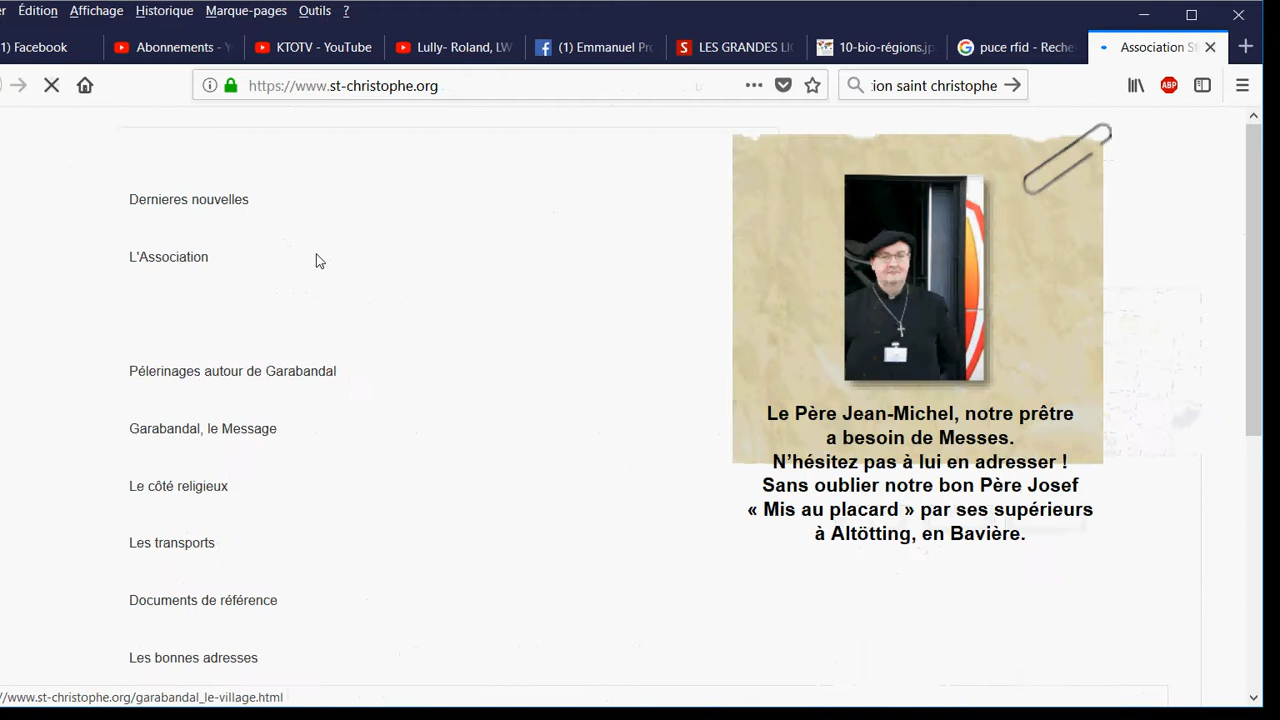 er Édition Affichage Historique Marque-pages Outils ?
1) Facebook Abonnements - Y KTOTV - YouTube Lully- Roland, LW (1) Emmanuel Pr LES GRANDES LI 10-bio-régions.jp puce rfid - Reche Association St
https://www.st-christophe.org ion saint christophe
ABP
Dernieres nouvelles
L'Association
Pélerinages autour de Garabandal
Garabandal, le Message
Le côté religieux
Les transports
Documents de référence
Les bonnes adresses
Le Père Jean-Michel, notre prêtre
a besoin de Messes.
N'hésitez pas à lui en adresser !
Sans oublier notre bon Père Josef
« Mis au placard » par ses supérieurs
à Altötting, en Bavière.
//www.st-christophe.org/garabandal_le-village.html